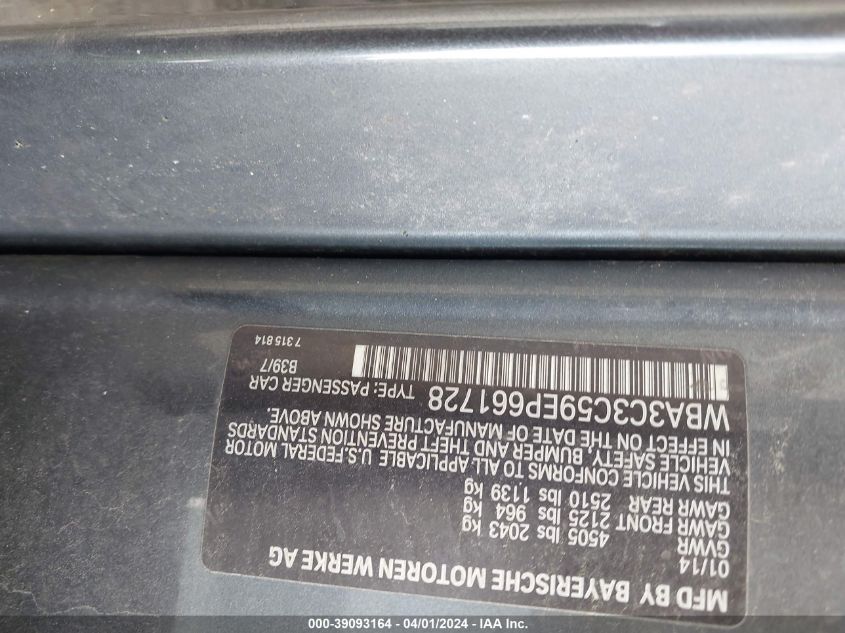 MFD BY BAYERISCHE MOTOREN WERKE AG
01/14
GVWR 4505 lbs 2043 kg
GAWR FRONT 2125 lbs 964 kg
GAWR REAR 2510 lbs 1139 kg
THIS VEHICLE CONFORMS TO ALL APPLICABLE U.S.FEDERAL MOTOR
VEHICLE SAFETY, BUMPER AND THEFT PREVENTION STANDARDS
IN EFFECT ON THE DATE OF MANUFACTURE SHOWN ABOVE.
WBA3C3C59EP661728 TYPE: PASSENGER CAR
B39/7
7315814
000-39093164 - 04/01/2024 - IAA Inc.